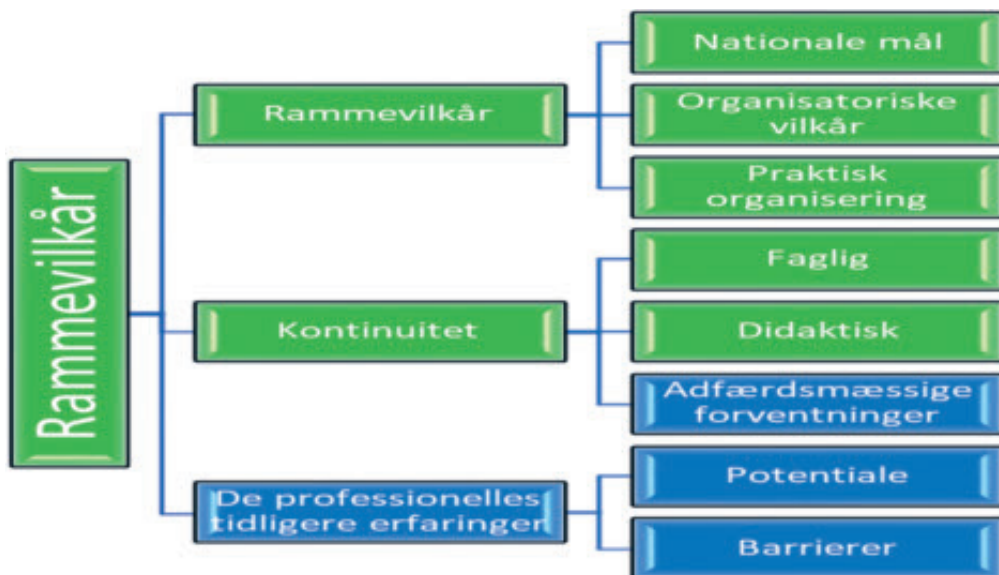 Rammevilkår
Rammevilkår
Nationale mål
Organisatoriske
vilkår
Praktisk
organisering
Kontinuitet
Faglig
Didaktisk
Adfærdsmæssige
forventninger
De professionelles
tidligere erfaringer
Potentiale
Barrierer